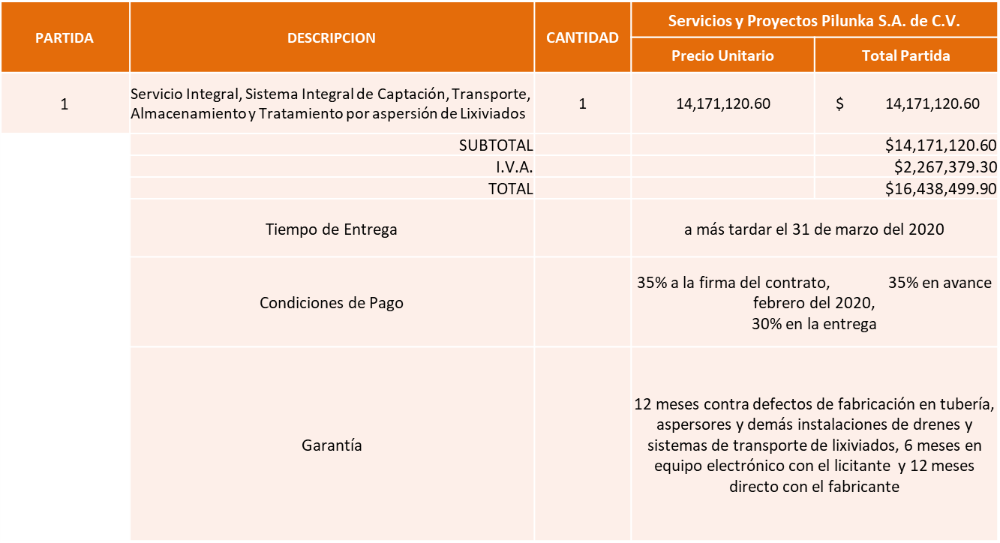 PARTIDA
DESCRIPCION
CANTIDAD
Servicios y Proyectos Pilunka S.A. de C.V.
Precio Unitario
Total Partida
1
Servicio Integral, Sistema Integral de Captación, Transporte,
Almacenamiento y Tratamiento por aspersión de Lixiviados
1
14,171,120.60
$ 14,171,120.60
SUBTOTAL
$14,171,120.60
I.V.A.
$2,267,379.30
TOTAL
$16,438,499.90
Tiempo de Entrega
a más tardar el 31 de marzo del 2020
Condiciones de Pago
35% a la firma del contrato, 35% en avance
febrero del 2020,
30% en la entrega
Garantía
12 meses contra defectos de fabricación en tubería,
aspersores y demás instalaciones de drenes y
sistemas de transporte de lixiviados, 6 meses en
equipo electrónico con el licitante y 12 meses
directo con el fabricante